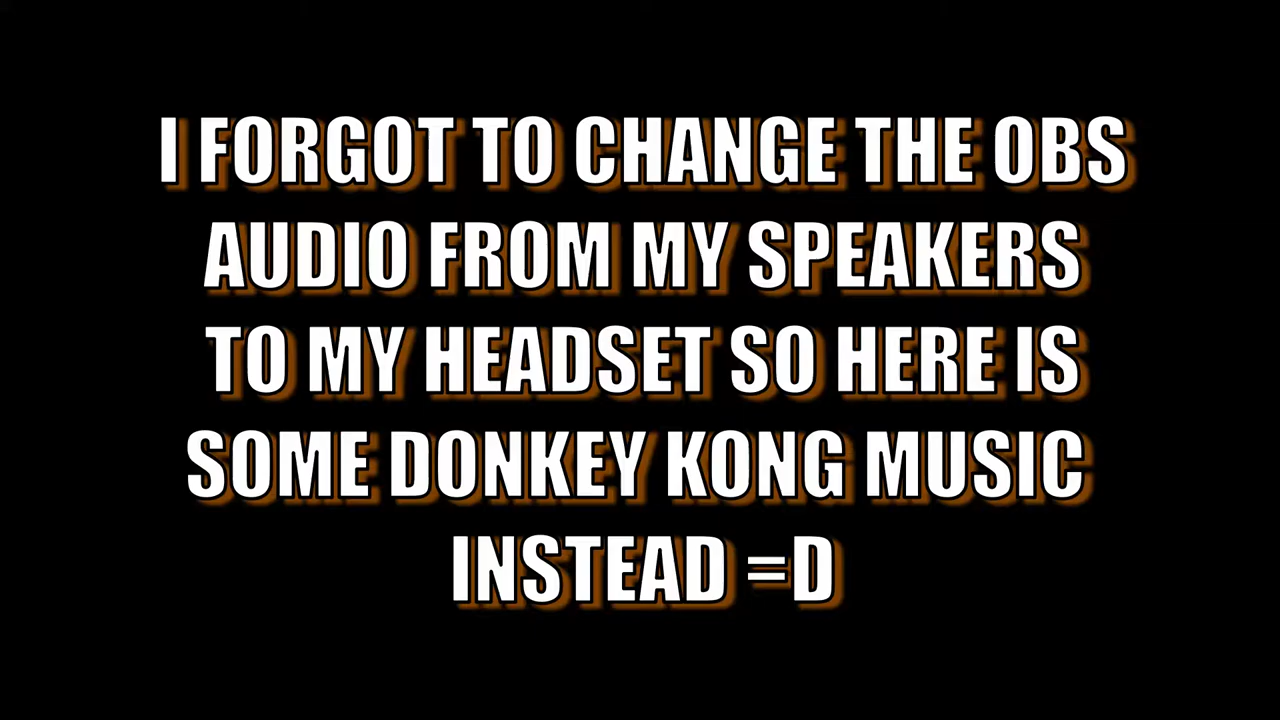 I FORGOT TO CHANGE THE OBS
AUDIO FROM MY SPEAKERS
TO MY HEADSET SO HERE IS
SOME DONKEY KONG MUSIC
INSTEAD =D